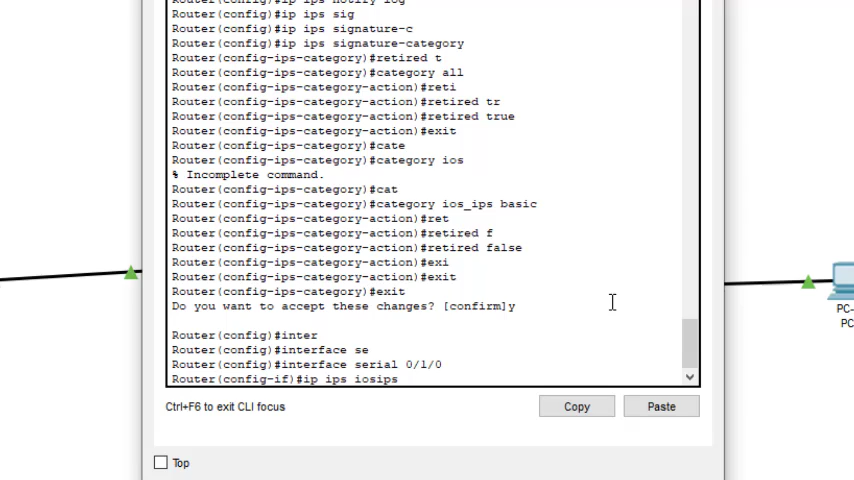 Router(config)#ip ips notify log
Router(config)#ip ips sig
Router(config)#ip ips signature-c
Router(config)#ip ips signature-category
Router(config-ips-category)#retired t
Router(config-ips-category)#category all
Router(config-ips-category-action)#reti
Router(config-ips-category-action)#retired tr
Router(config-ips-category-action)#retired true
Router(config-ips-category-action)#exit
Router(config-ips-category)#cate
Router(config-ips-category)#category ios
% Incomplete command.
Router(config-ips-category)#cat
Router(config-ips-category)#category ios_ips basic
Router(config-ips-category-action)#ret
Router(config-ips-category-action)#retired f
Router(config-ips-category-action)#retired false
Router(config-ips-category-action)#exi
Router(config-ips-category-action)#exit
Router(config-ips-category)#exit
Do you want to accept these changes? [confirm]y
Router(config)#inter
Router(config)#interface se
Router(config)#interface serial 0/1/0
Router(config-if)#ip ips iosips
Ctrl+F6 to exit CLI focus
Copy
Paste
Top
PC-
PC